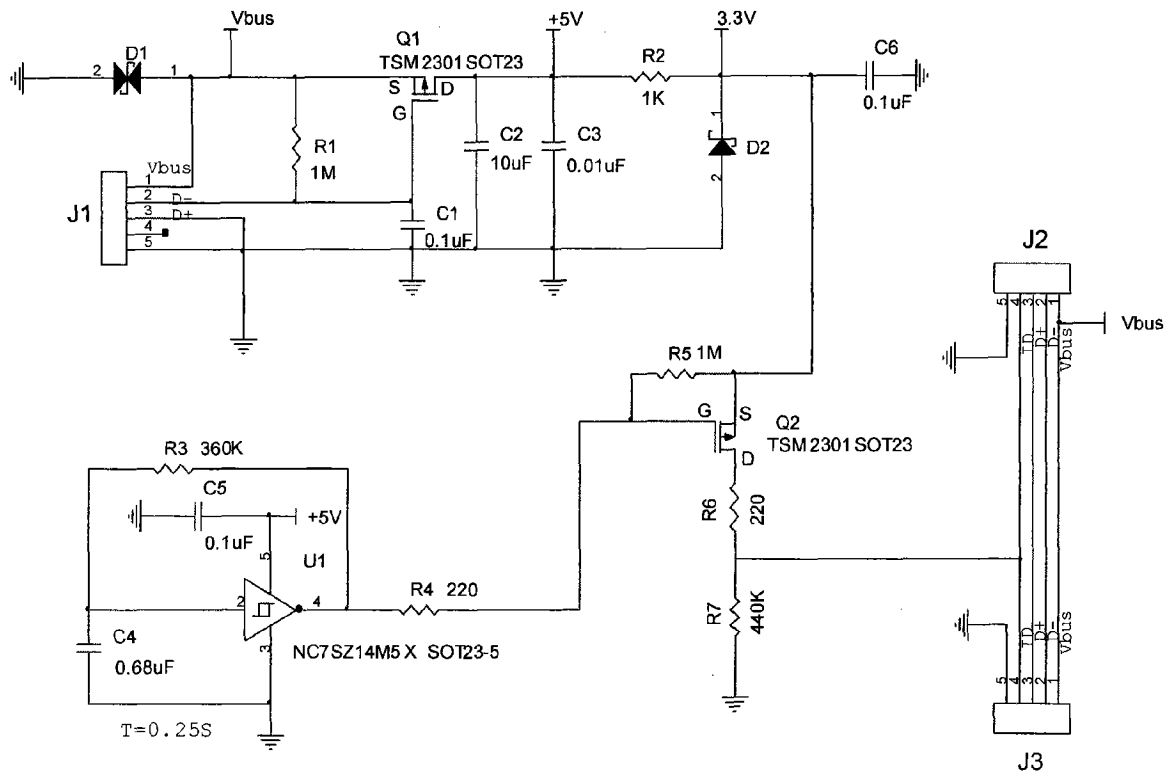 Vbus
+5V
3.3V
D1
2
1
Q1
TSM2301SOT23
S
D
G
R2
1K
C6
0.1uF
R1
1M
C2
10uF
C3
0.01uF
1
D2
2
Vbus
J1
1
2
D-
3
D+
4
5
C1
0.1uF
J2
5
4
3
2
1
TD
D+
D-
Vbus
Vbus
R5 1M
G
S
Q2
TSM2301SOT23
D
R3 360K
C5
0.1uF
+5V
5
U1
2
4
3
R4 220
R6
220
R7
440K
C4
0.68uF
NC7SZ14M5X SOT23-5
T=0.25S
TD
D+
D-
Vbus
5
4
3
2
1
J3